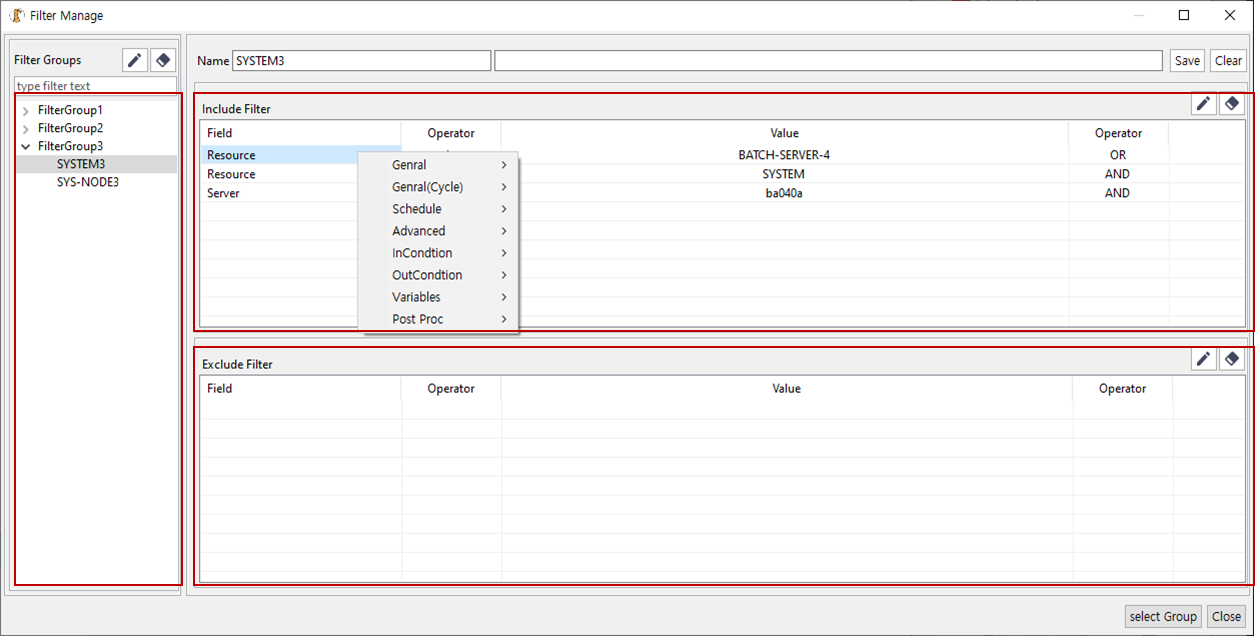 Filter Manage
Filter Groups
type filter text
FilterGroup1
FilterGroup2
FilterGroup3
SYSTEM3
SYS-NODE3
Name SYSTEM3 Save Clear
Include Filter
Field Operator Value Operator
Resource BATCH-SERVER-4 OR
Resource SYSTEM AND
Server ba040a AND
Genral
Genral(Cycle)
Schedule
Advanced
InCondtion
OutCondtion
Variables
Post Proc
Exclude Filter
Field Operator Value Operator
select Group Close